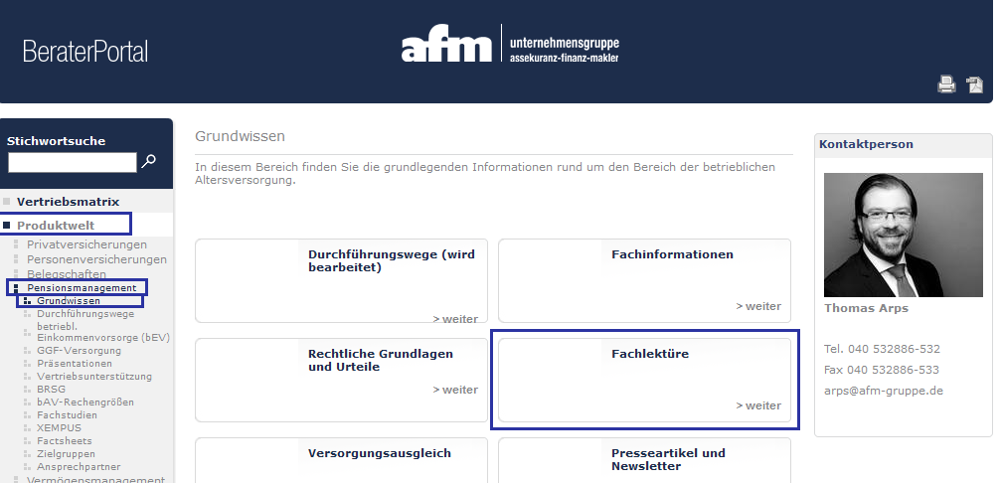 BeraterPortal
afm
unternehmensgruppe
assekuranz-finanz-makler
Stichwortsuche
Vertriebsmatrix
Produktwelt
Privatversicherungen
Personenversicherungen
Belegschaften
Pensionsmanagement
Grundwissen
Durchführungswege
betriebl.
Einkommenvorsorge (bEV)
GGF-Versorgung
Präsentationen
Vertriebsunterstützung
BRSG
bAV-Rechengrößen
Fachstudien
XEMPUS
Factsheets
Zielgruppen
Ansprechpartner
Vermögensmanagement
Grundwissen
In diesem Bereich finden Sie die grundlegenden Informationen rund um den Bereich der betrieblichen
Altersversorgung.
Durchführungswege (wird
bearbeitet)
> weiter
Fachinformationen
> weiter
Rechtliche Grundlagen
und Urteile
> weiter
Fachlektüre
> weiter
Versorgungsausgleich
Presseartikel und
Newsletter
Kontaktperson
Thomas Arps
Tel. 040 532886-532
Fax 040 532886-533
arps@afm-gruppe.de